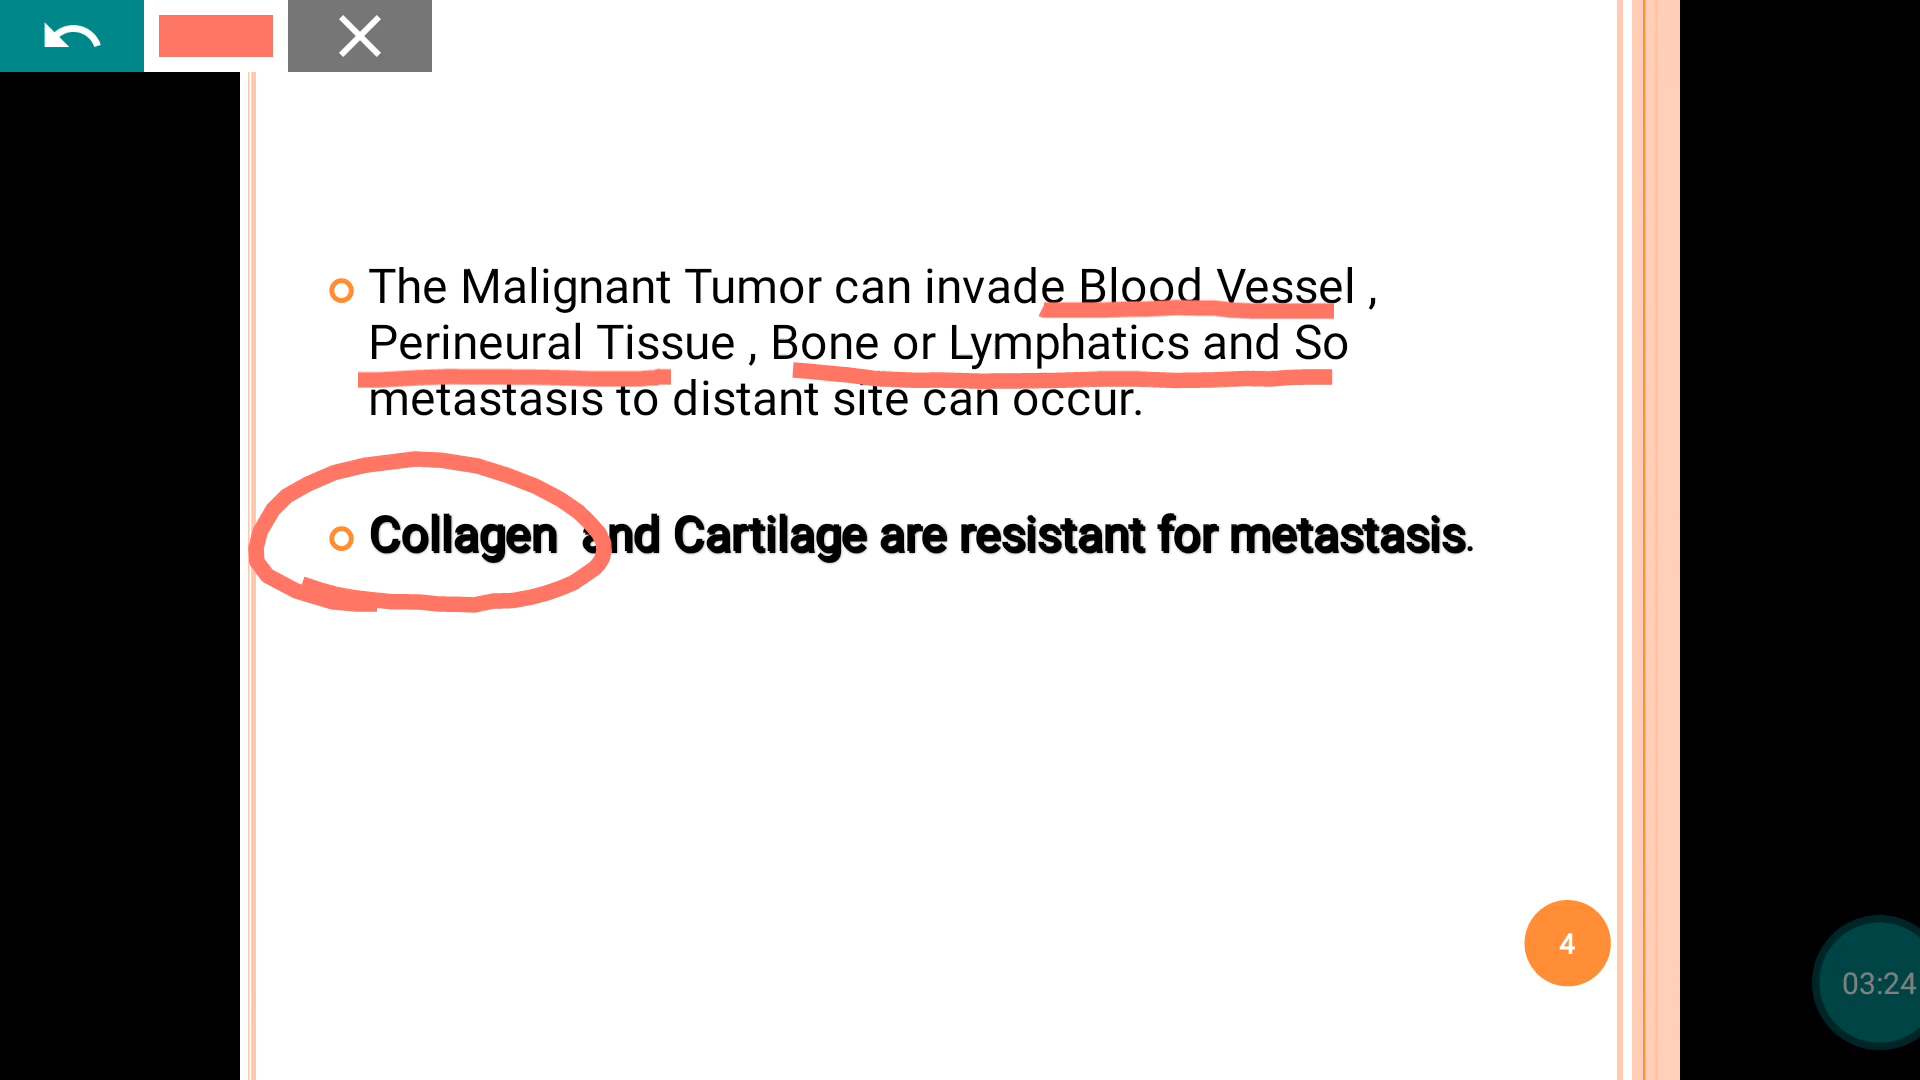 The Malignant Tumor can invade Blood Vessel ,
Perineural Tissue , Bone or Lymphatics and So
metastasis to distant site can occur.
Collagen and Cartilage are resistant for metastasis.
4
03:24